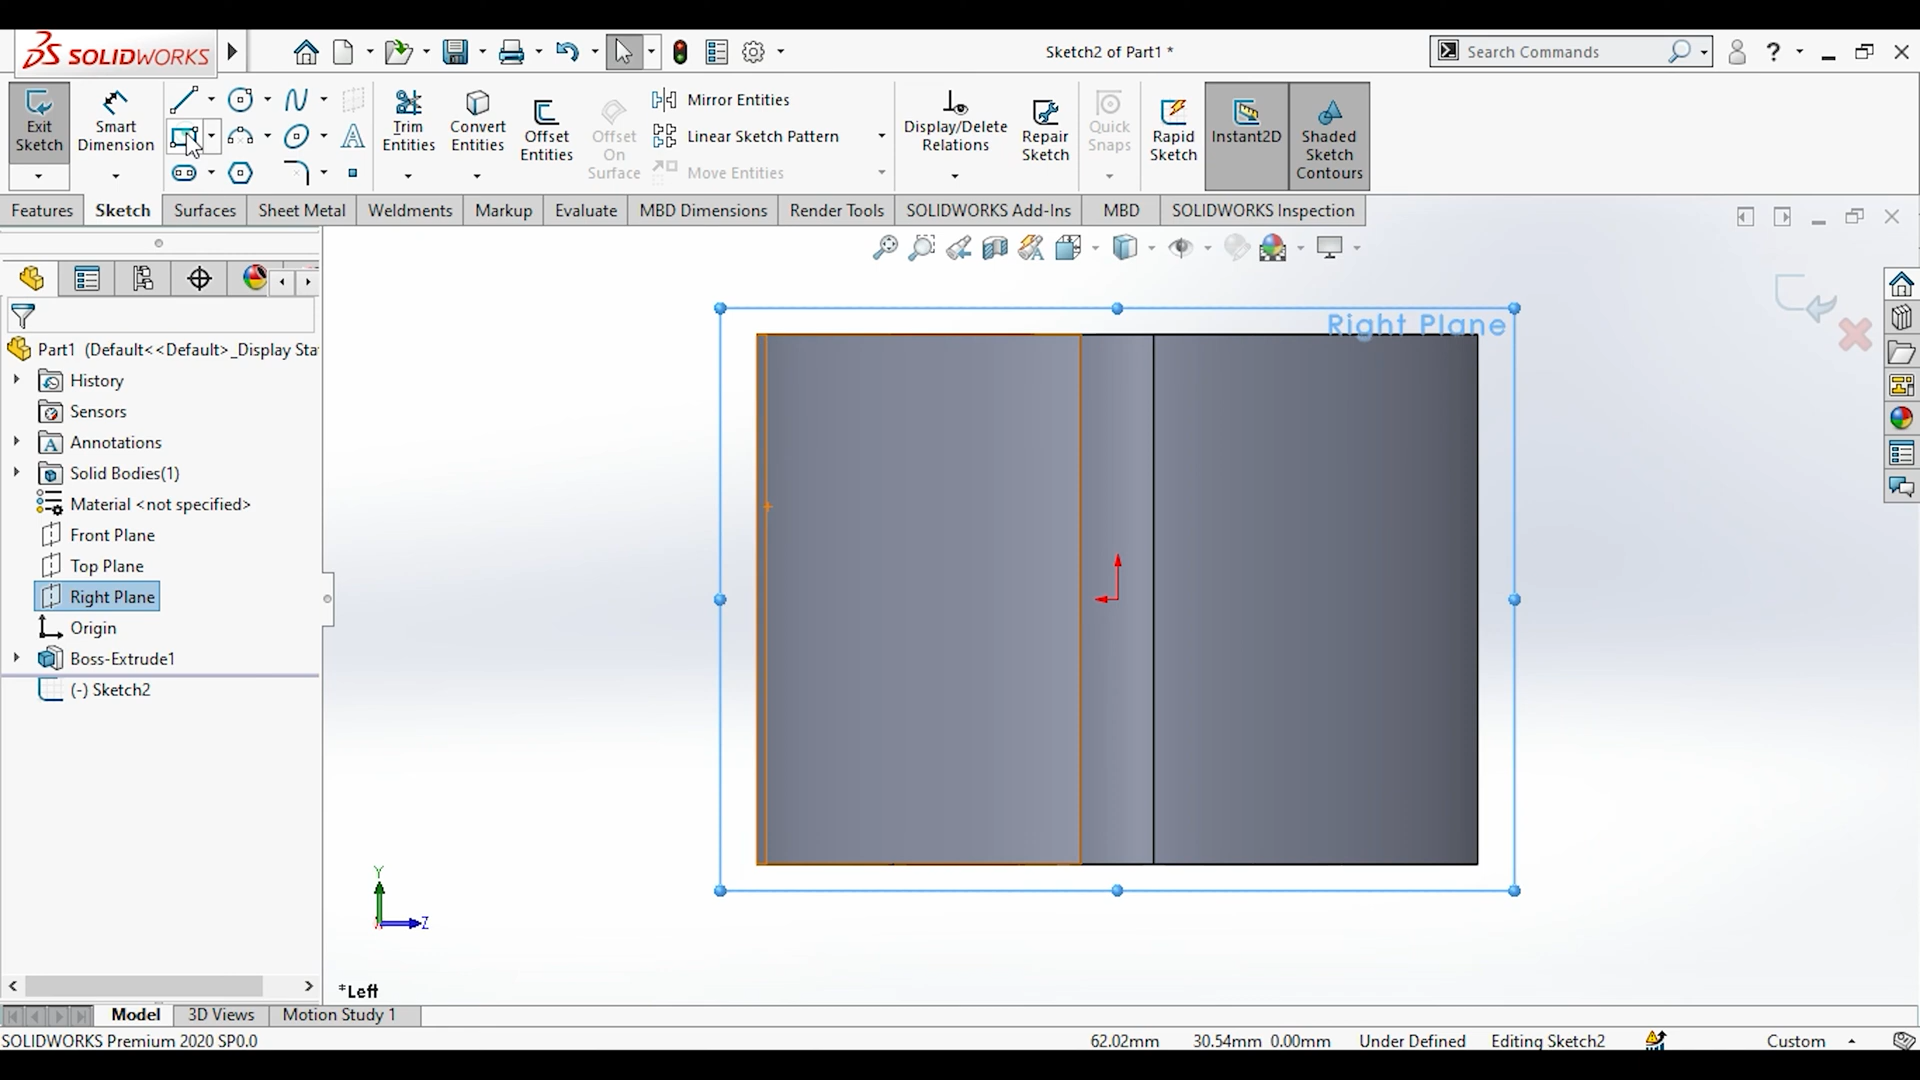 SOLIDWORKS
Sketch2 of Part1 *
Search Commands
?
Exit Sketch
Smart Dimension
Trim Entities
Convert Entities
Offset Entities
Offset On Surface
Mirror Entities
Linear Sketch Pattern
Move Entities
Display/Delete Relations
Repair Sketch
Quick Snaps
Rapid Sketch
Instant2D
Shaded Sketch Contours
Features
Sketch
Surfaces
Sheet Metal
Weldments
Markup
Evaluate
MBD Dimensions
Render Tools
SOLIDWORKS Add-Ins
MBD
SOLIDWORKS Inspection
Part1 (Default<<Default>_Display Sta
History
Sensors
Annotations
Solid Bodies(1)
Material <not specified>
Front Plane
Top Plane
Right Plane
Origin
Boss-Extrude1
(-) Sketch2
Right Plane
Y
Z
*Left
Model
3D Views
Motion Study 1
SOLIDWORKS Premium 2020 SP0.0
62.02mm
30.54mm
0.00mm
Under Defined
Editing Sketch2
Custom